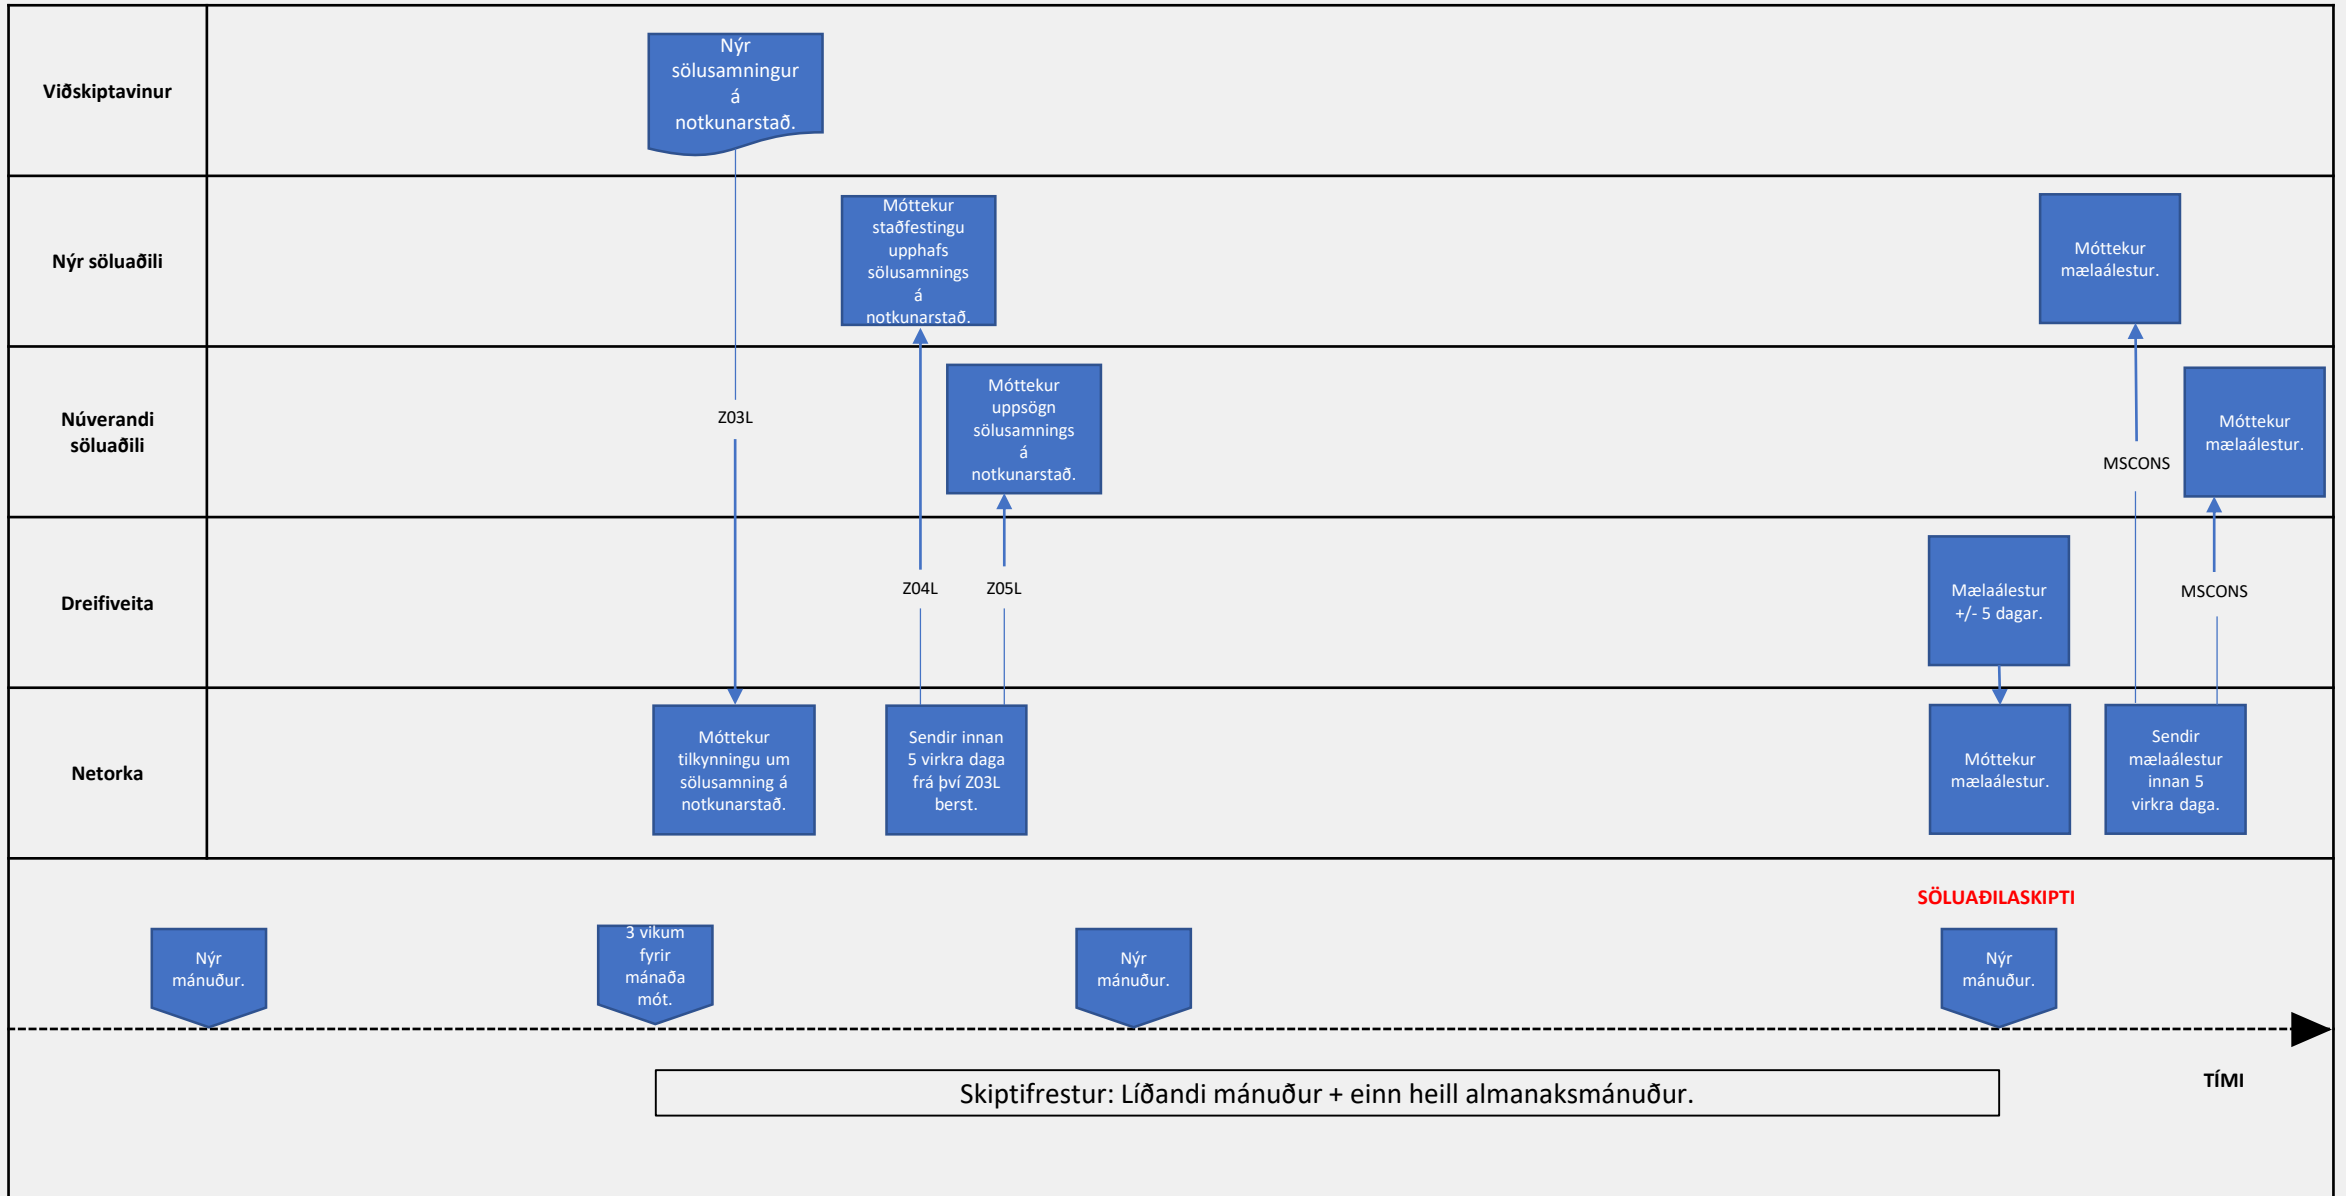 Viðskiptavinur
Nýr
sölusamningur
á
notkunarstað.
Nýr söluaðili
Móttekur
staðfestingu
upphafs
sölusamnings
á
notkunarstað.
Móttekur
mælaálestur.
Núverandi
söluaðili
Z03L
Móttekur
uppsögn
sölusamnings
á
notkunarstað.
MSCONS
Móttekur
mælaálestur.
Dreifiveita
Z04L
Z05L
Mælaálestur
+/- 5 dagar.
MSCONS
Netorka
Móttekur
tilkynningu um
sölusamning á
notkunarstað.
Sendir innan
5 virkra daga
frá því Z03L
berst.
Móttekur
mælaálestur.
Sendir
mælaálestur
innan 5
virkra daga.
SÖLUAÐILASKIPTI
Nýr
mánuður.
3 vikum
fyrir
mánaða
mót.
Nýr
mánuður.
Nýr
mánuður.
TÍMI
Skiptifrestur: Líðandi mánuður + einn heill almanaksmánuður.